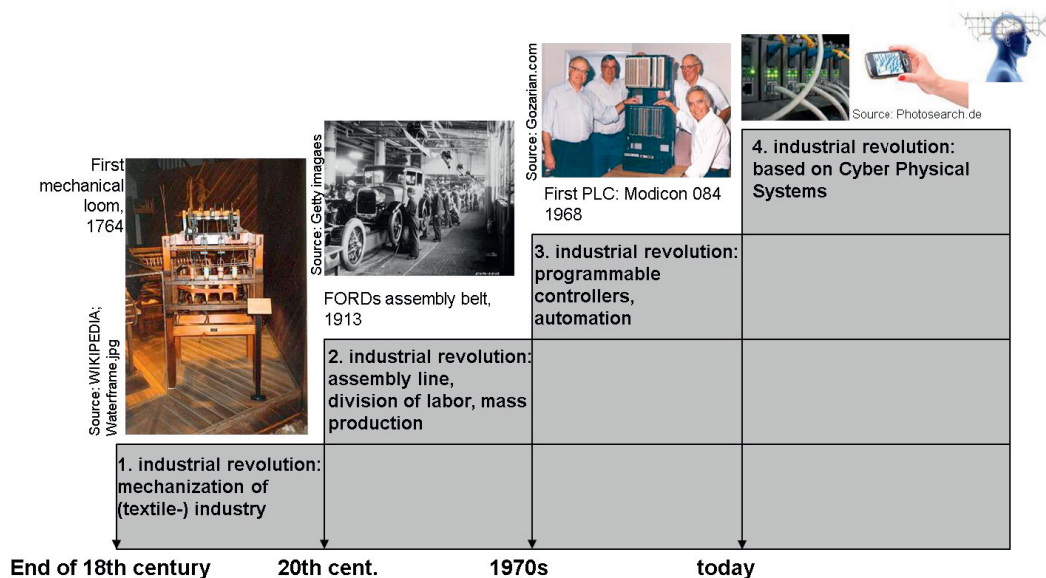 First
mechanical
loom,
1764
Source: WIKIPEDIA;
Waterframe.jpg
Source: Getty imagaes
FORDs assembly belt,
1913
Source: Gozarian.com
First PLC: Modicon 084
1968
Source: Photosearch.de
4. industrial revolution:
based on Cyber Physical
Systems
3. industrial revolution:
programmable
controllers,
automation
2. industrial revolution:
assembly line,
division of labor, mass
production
1. industrial revolution:
mechanization of
(textile-) industry
End of 18th century
20th cent.
1970s
today